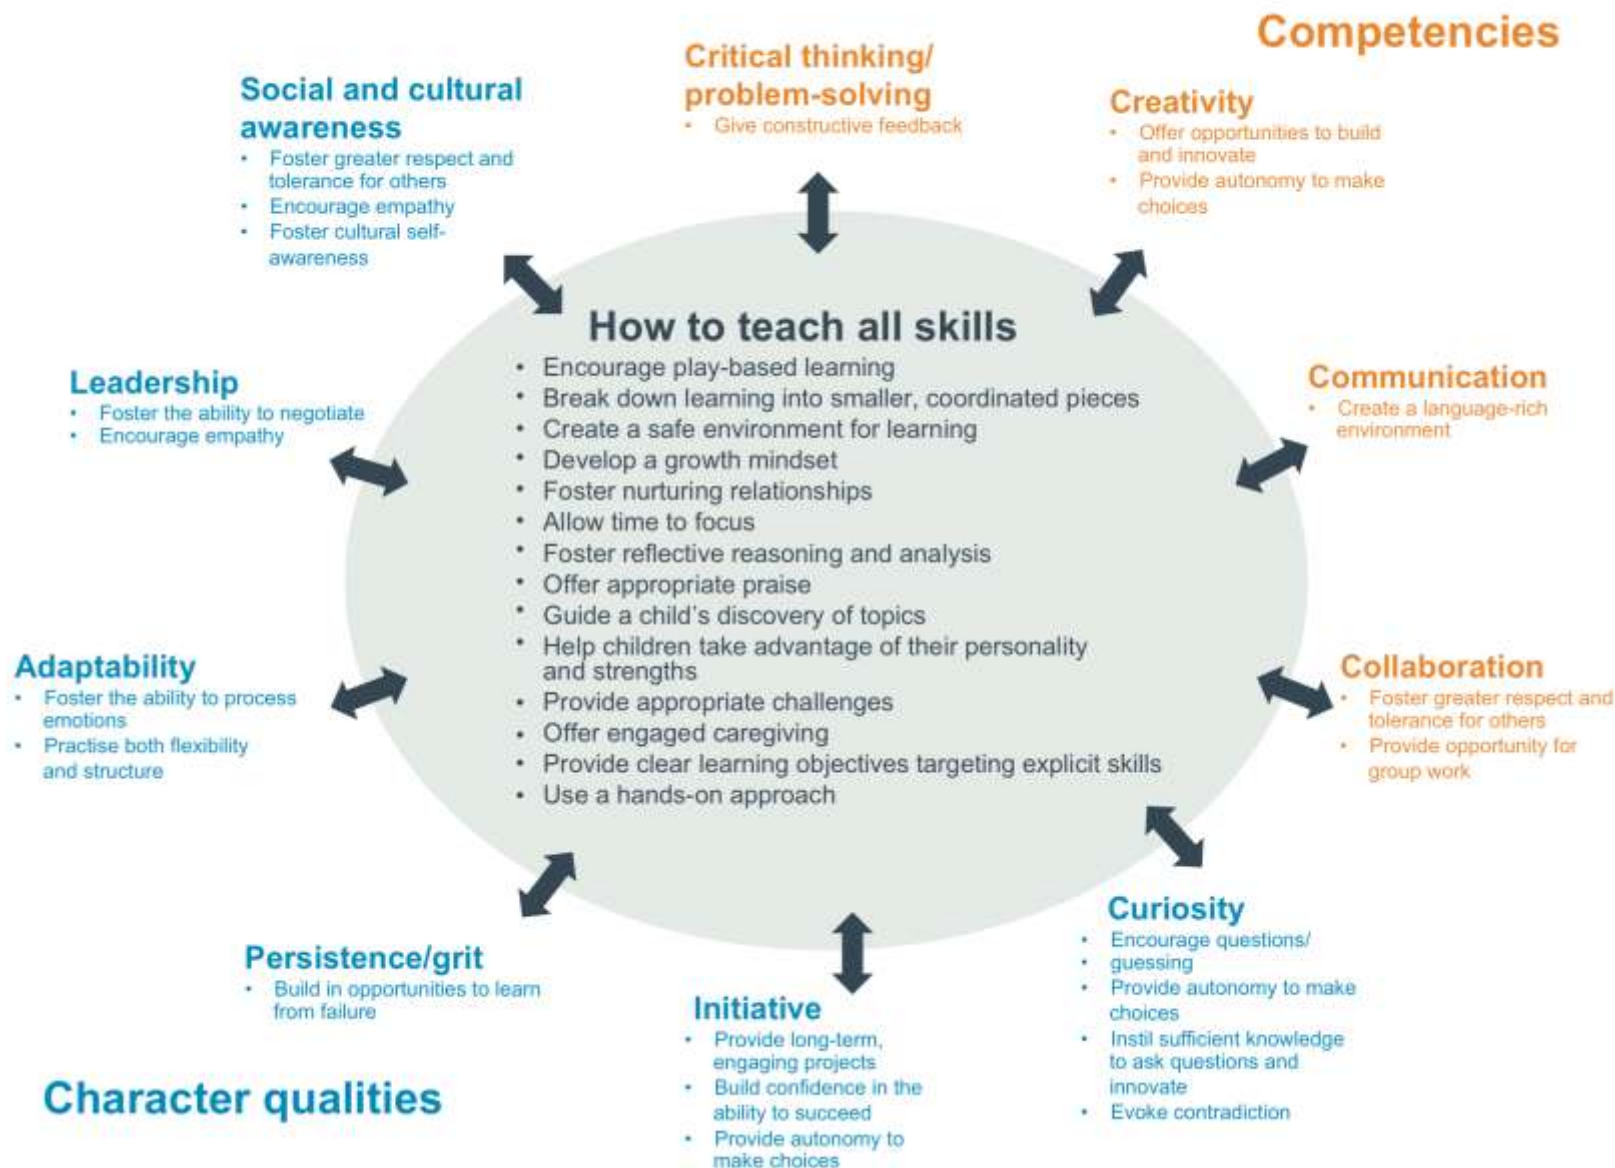 Competencies
Critical thinking/
problem-solving
• Give constructive feedback
Creativity
• Offer opportunities to build
and innovate
• Provide autonomy to make
choices
Social and cultural
awareness
• Foster greater respect and
tolerance for others
• Encourage empathy
• Foster cultural self-
awareness
How to teach all skills
• Encourage play-based learning
• Break down learning into smaller, coordinated pieces
• Create a safe environment for learning
• Develop a growth mindset
• Foster nurturing relationships
• Allow time to focus
• Foster reflective reasoning and analysis
• Offer appropriate praise
• Guide a child's discovery of topics
• Help children take advantage of their personality
and strengths
• Provide appropriate challenges
• Offer engaged caregiving
• Provide clear learning objectives targeting explicit skills
• Use a hands-on approach
Leadership
• Foster the ability to negotiate
• Encourage empathy
Communication
• Create a language-rich
environment
Adaptability
• Foster the ability to process
emotions
• Practise both flexibility
and structure
Collaboration
• Foster greater respect and
tolerance for others
• Provide opportunity for
group work
Persistence/grit
• Build in opportunities to learn
from failure
Initiative
• Provide long-term,
engaging projects
• Build confidence in the
ability to succeed
• Provide autonomy to
make choices
Curiosity
• Encourage questions/
• guessing
• Provide autonomy to make
choices
• Instil sufficient knowledge
to ask questions and
innovate
• Evoke contradiction
Character qualities